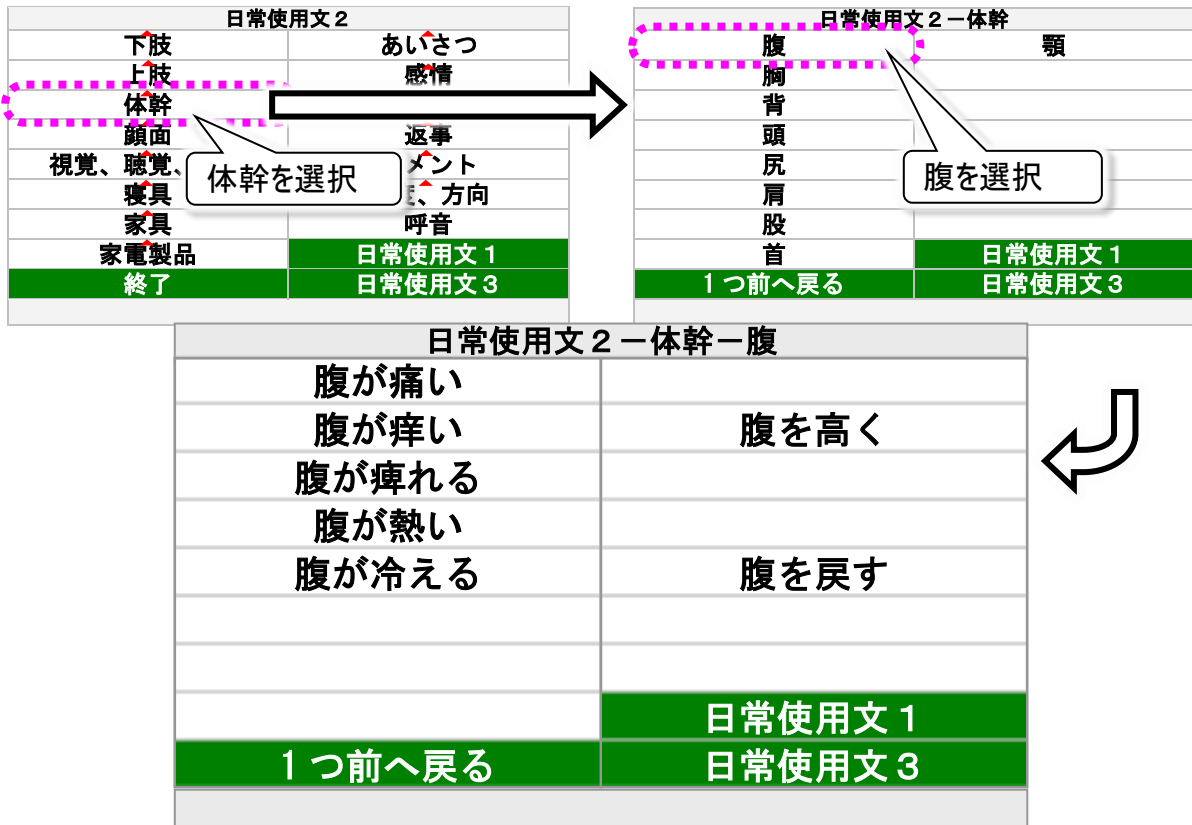 日常使用文２
下肢 あいさつ
上肢 感情
体幹
顔面 返事
視覚、聴覚、 メント
寝具 、方向
家具 呼音
家電製品 日常使用文１
終了 日常使用文３
体幹を選択
日常使用文２－体幹
腹 顎
胸
背
頭
尻
肩
股
首 日常使用文１
１つ前へ戻る 日常使用文３
腹を選択
日常使用文２－体幹－腹
腹が痛い
腹が痒い 腹を高く
腹が痺れる
腹が熱い
腹が冷える 腹を戻す
日常使用文１
１つ前へ戻る 日常使用文３